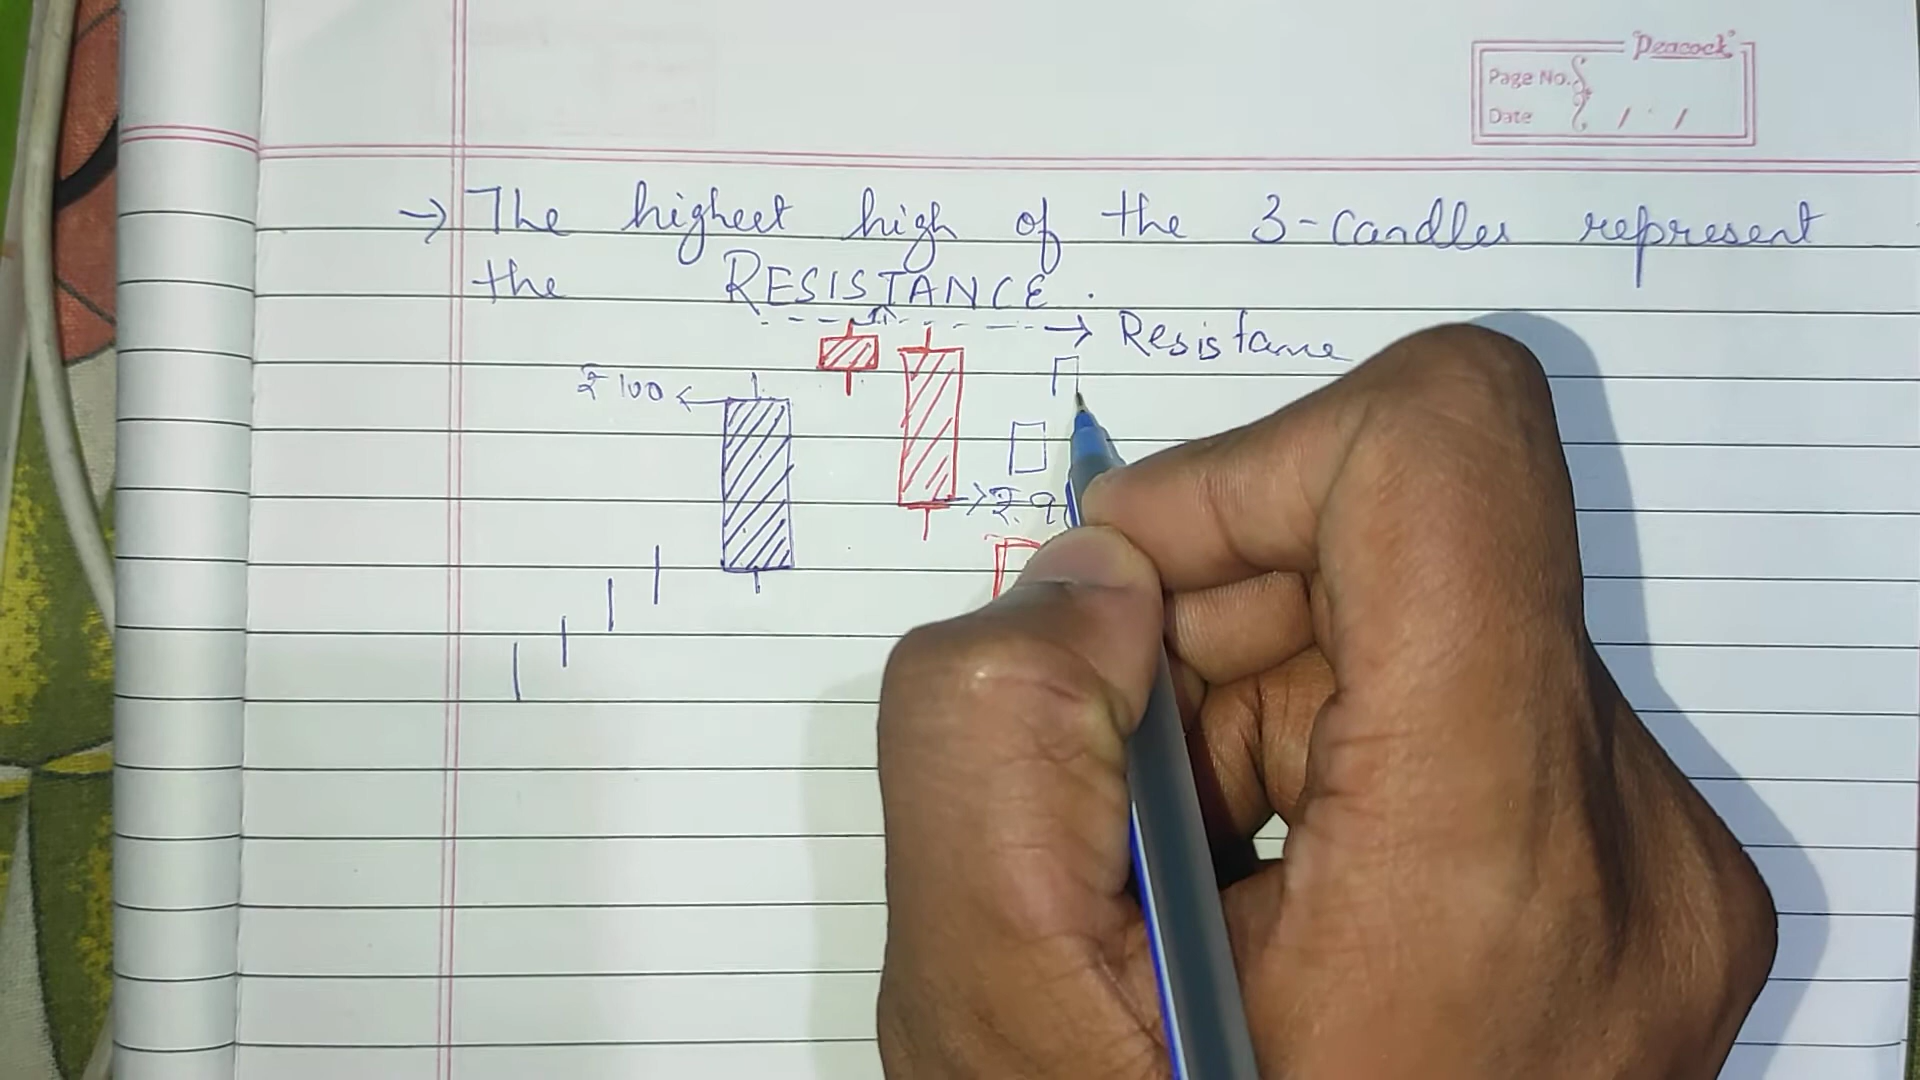 "Peacock"
Page No.
Date / /
→ The highest high of the 3-candles represent
the RESISTANCE.
→ Resistance
₹ 100 ←
→ ₹.